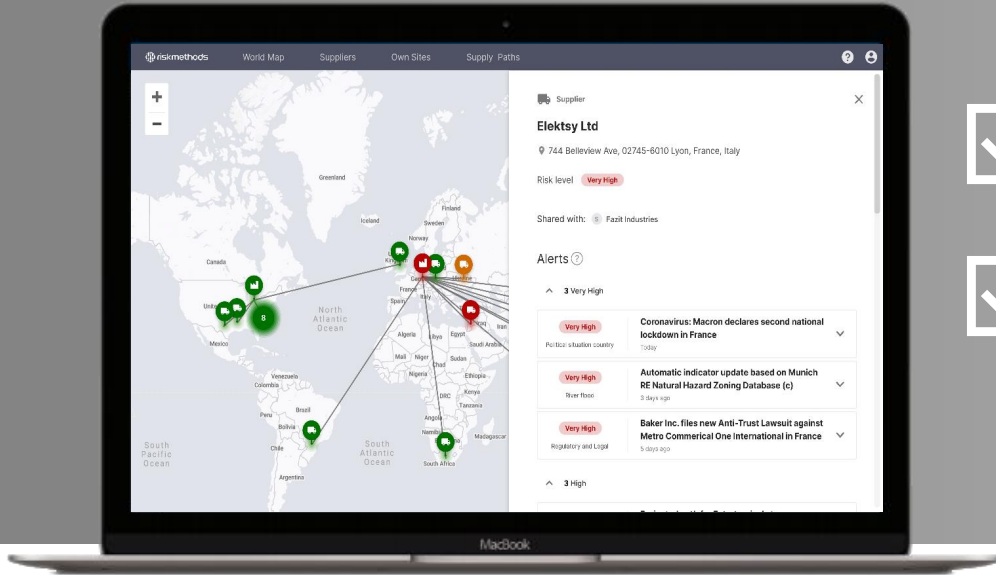 riskmethods
World Map
Suppliers
Own Sites
Supply Paths
Supplier
Elektsy Ltd
744 Belleview Ave, 02745-6010 Lyon, France, Italy
Risk level Very High
Shared with: S Fazit Industries
Alerts ?
3 Very High
Very High
Political situation country
Coronavirus: Macron declares second national
lockdown in France
Today
Very High
River flood
Automatic indicator update based on Munich
RE Natural Hazard Zoning Database (c)
3 days ago
Very High
Regulatory and Legal
Baker Inc. files new Anti-Trust Lawsuit against
Metro Commerical One International in France
5 days ago
3 High
Greenland
Iceland
Finland
Sweden
Norway
Canada
France
Spain
Italy
North
Atlantic
Ocean
8
Mexico
Algeria
Libya
Egypt
Iran
Saudi Arabia
Mali
Niger
Chad
Sudan
Nigeria
Ethiopia
Venezuela
Colombia
DRC
Kenya
Tanzania
Peru
Brazil
Angola
Bolivia
Madagascar
South
Pacific
Ocean
Chile
South
Atlantic
Ocean
South Africa
Argentina
MacBook